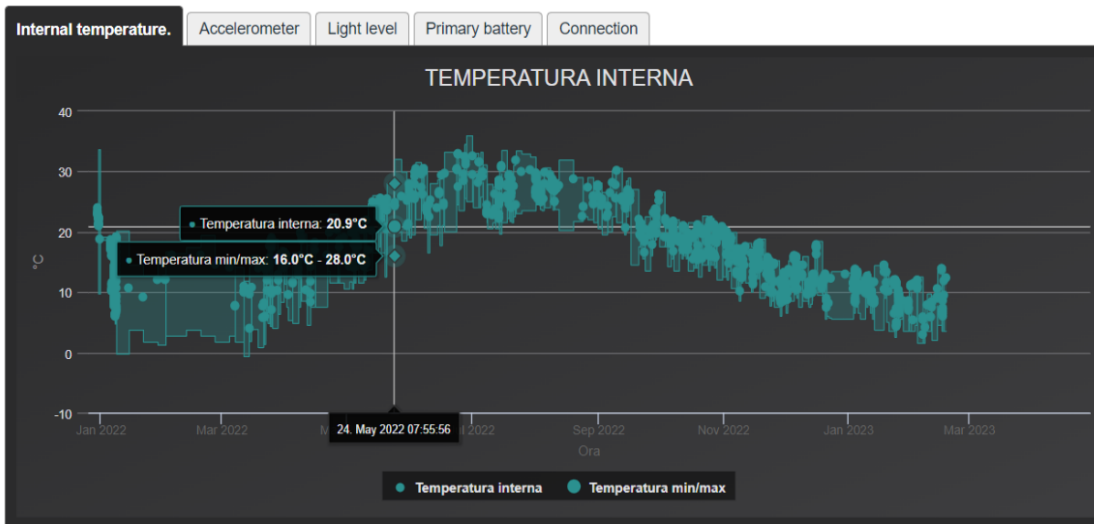 Internal temperature. Accelerometer Light level Primary battery Connection
TEMPERATURA INTERNA
40
30
Temperatura interna: 20.9°C
20
Temperatura min/max: 16.0°C - 28.0°C
°C
10
0
-10
Jan 2022 Mar 2022 2022 Sep 2022 Nov 2022 Jan 2023 Mar 2023
24. May 2022 07:55:56
Ora
Temperatura interna Temperatura min/max